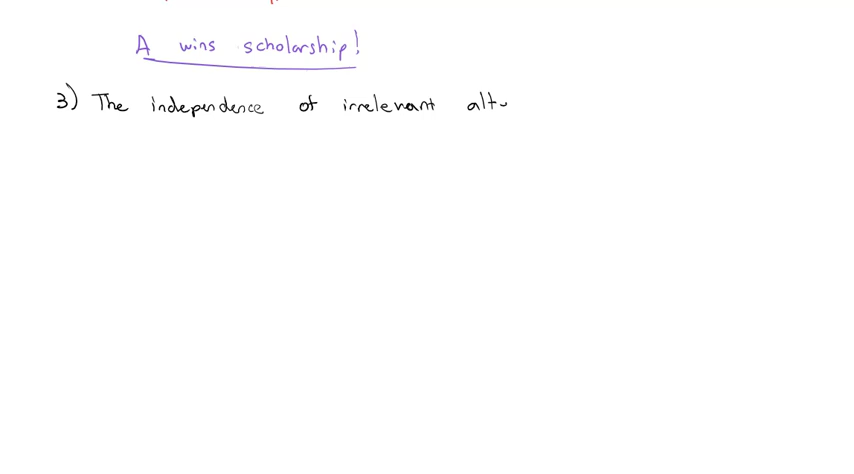 A wins scholarship!
3) The independence of irrelevant alt